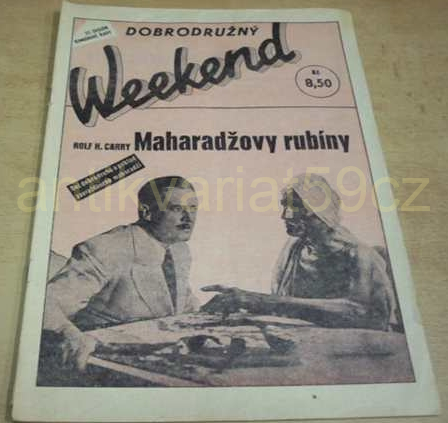 DOBRODRUŽNÝ
Weekend
Kč
8,50
ROLF H. CARRY Maharadžovy rubíny
antikvariat59cz